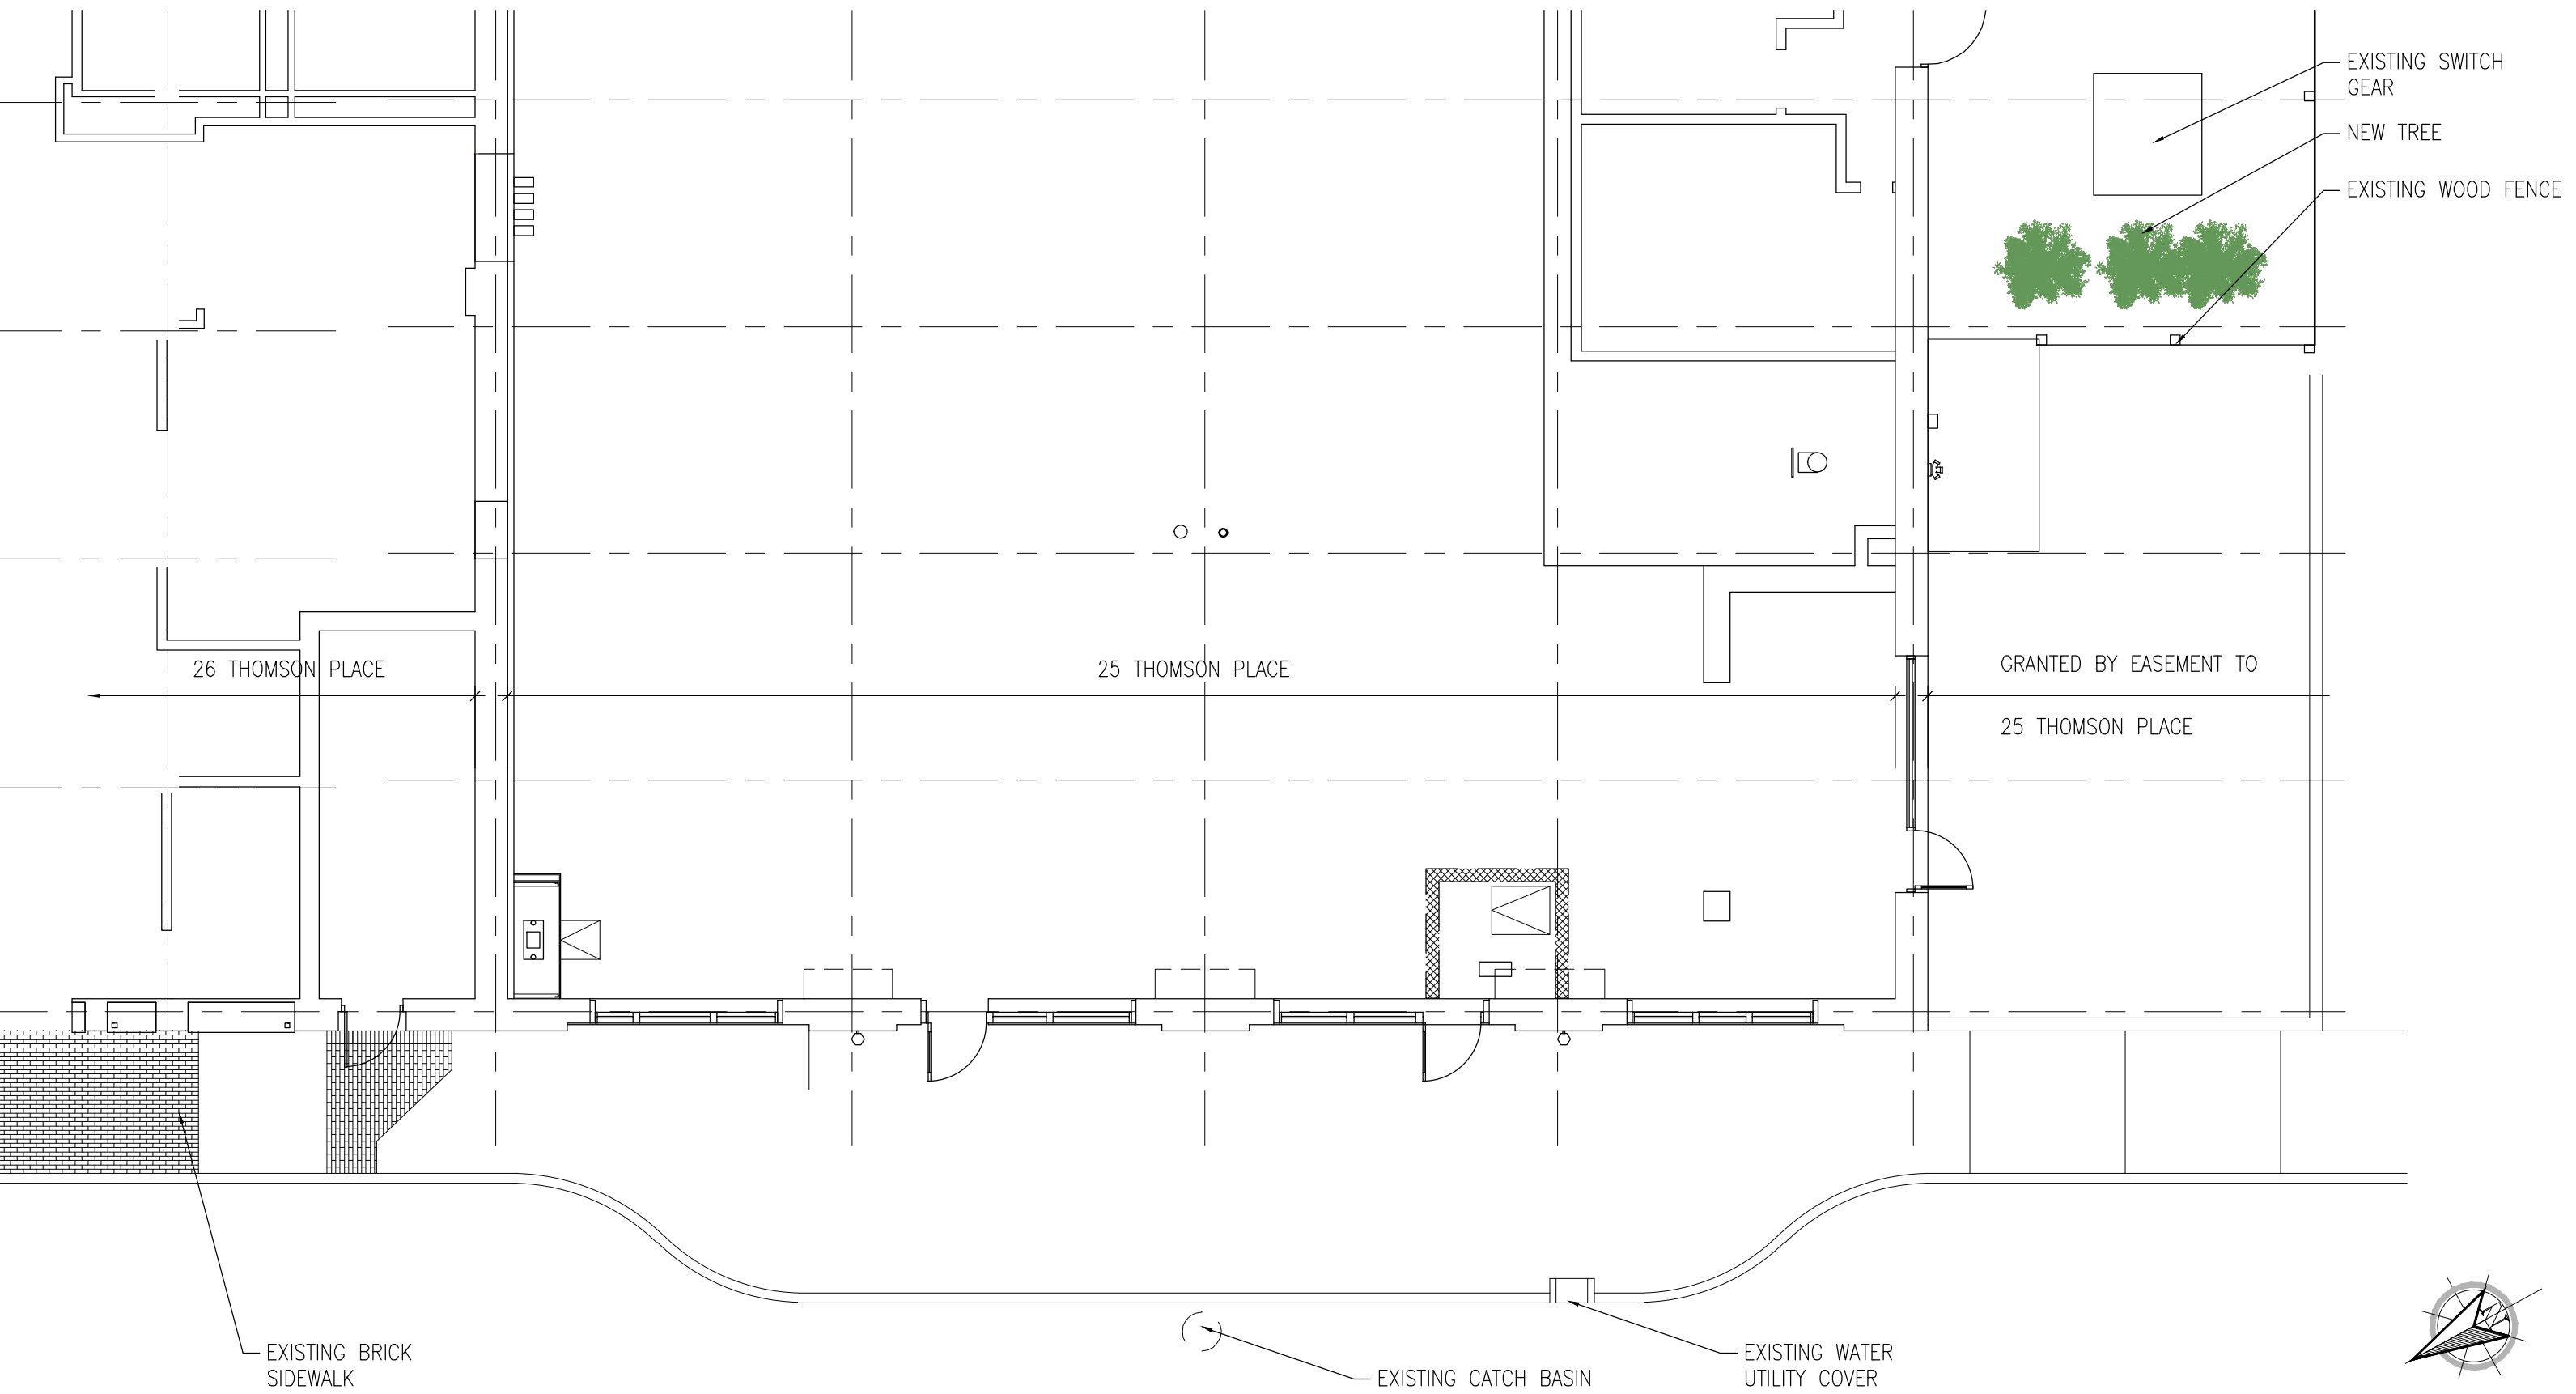 EXISTING SWITCH
GEAR
NEW TREE
EXISTING WOOD FENCE
26 THOMSON PLACE
25 THOMSON PLACE
GRANTED BY EASEMENT TO
25 THOMSON PLACE
EXISTING BRICK
SIDEWALK
EXISTING CATCH BASIN
EXISTING WATER
UTILITY COVER
N